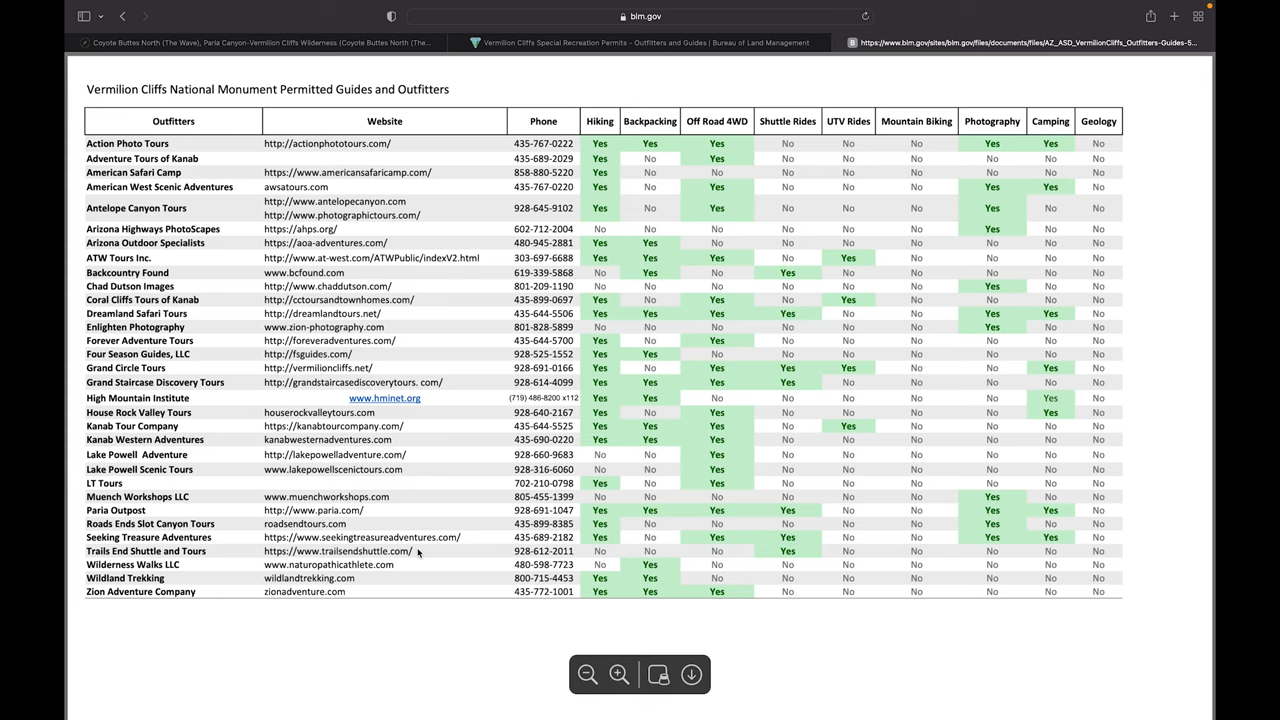 blm.gov
Coyote Buttes North (The Wave), Paria Canyon-Vermilion Cliffs Wilderness (Coyote Buttes North (The...
Vermilion Cliffs Special Recreation Permits - Outfitters and Guides | Bureau of Land Management
B https://www.blm.gov/sites/blm.gov/files/documents/files/AZ_ASD_VermilionCliffs_Outfitters-Guides-5...
Vermilion Cliffs National Monument Permitted Guides and Outfitters
Outfitters Website Phone Hiking Backpacking Off Road 4WD Shuttle Rides UTV Rides Mountain Biking Photography Camping Geology
Action Photo Tours http://actionphototours.com/ 435-767-0222 Yes Yes Yes No No No Yes Yes No
Adventure Tours of Kanab 435-689-2029 Yes No Yes No No No No No No
American Safari Camp https://www.americansafaricamp.com/ 858-880-5220 Yes No No No No No No No No
American West Scenic Adventures awsatours.com 435-767-0220 Yes No Yes No No No Yes Yes No
Antelope Canyon Tours http://www.antelopecanyon.com 928-645-9102 Yes No Yes No No No Yes No No
http://www.photographictours.com/
Arizona Highways PhotoScapes https://ahps.org/ 602-712-2004 No No No No No No Yes No No
Arizona Outdoor Specialists https://aoa-adventures.com/ 480-945-2881 Yes Yes No No No No No No No
ATW Tours Inc. http://www.at-west.com/ATWPublic/indexV2.html 303-697-6688 Yes Yes Yes No Yes No No No No
Backcountry Found www.bcfound.com 619-339-5868 No Yes No Yes No No No No No
Chad Dutson Images http://www.chaddutson.com/ 801-209-1190 No No No No No No Yes No No
Coral Cliffs Tours of Kanab http://cctoursandtownhomes.com/ 435-899-0697 Yes No Yes No Yes No No No No
Dreamland Safari Tours http://dreamlandtours.net/ 435-644-5506 Yes Yes Yes Yes No No Yes Yes No
Enlighten Photography www.zion-photography.com 801-828-5899 No No No No No No Yes No No
Forever Adventure Tours http://foreveradventures.com/ 435-644-5700 Yes No Yes No No No No No No
Four Season Guides, LLC http://fsguides.com/ 928-525-1552 Yes Yes No No No No No No No
Grand Circle Tours http://vermilioncliffs.net/ 928-691-0166 Yes No Yes Yes Yes No No Yes No
Grand Staircase Discovery Tours http://grandstaircasediscoverytours. com/ 928-614-4099 Yes Yes Yes Yes No No No No No
High Mountain Institute www.hminet.org (719) 486-8200 x112 Yes Yes No No No No No Yes No
House Rock Valley Tours houserockvalleytours.com 928-640-2167 Yes No Yes No No No No Yes No
Kanab Tour Company https://kanabtourcompany.com/ 435-644-5525 Yes Yes Yes No Yes No No No No
Kanab Western Adventures kanabwesternadventures.com 435-690-0220 Yes Yes Yes No No No No No No
Lake Powell Adventure http://lakepowelladventure.com/ 928-660-9683 No No Yes No No No No No No
Lake Powell Scenic Tours www.lakepowellscenictours.com 928-316-6060 No No Yes No No No No No No
LT Tours 702-210-0798 Yes No Yes No No No No No No
Muench Workshops LLC www.muenchworkshops.com 805-455-1399 No No No No No No Yes No No
Paria Outpost http://www.paria.com/ 928-691-1047 Yes Yes Yes Yes No No Yes Yes No
Roads Ends Slot Canyon Tours roadsendtours.com 435-899-8385 Yes No No No No No Yes No No
Seeking Treasure Adventures https://www.seekingtreasureadventures.com/ 435-689-2182 Yes No Yes Yes No No Yes Yes No
Trails End Shuttle and Tours https://www.trailsendshuttle.com/ 928-612-2011 No No No Yes No No No No No
Wilderness Walks LLC www.naturopathicathlete.com 480-598-7723 No Yes No No No No No No No
Wildland Trekking wildlandtrekking.com 800-715-4453 Yes Yes No No No No No No No
Zion Adventure Company zionadventure.com 435-772-1001 Yes Yes Yes No No No No No No